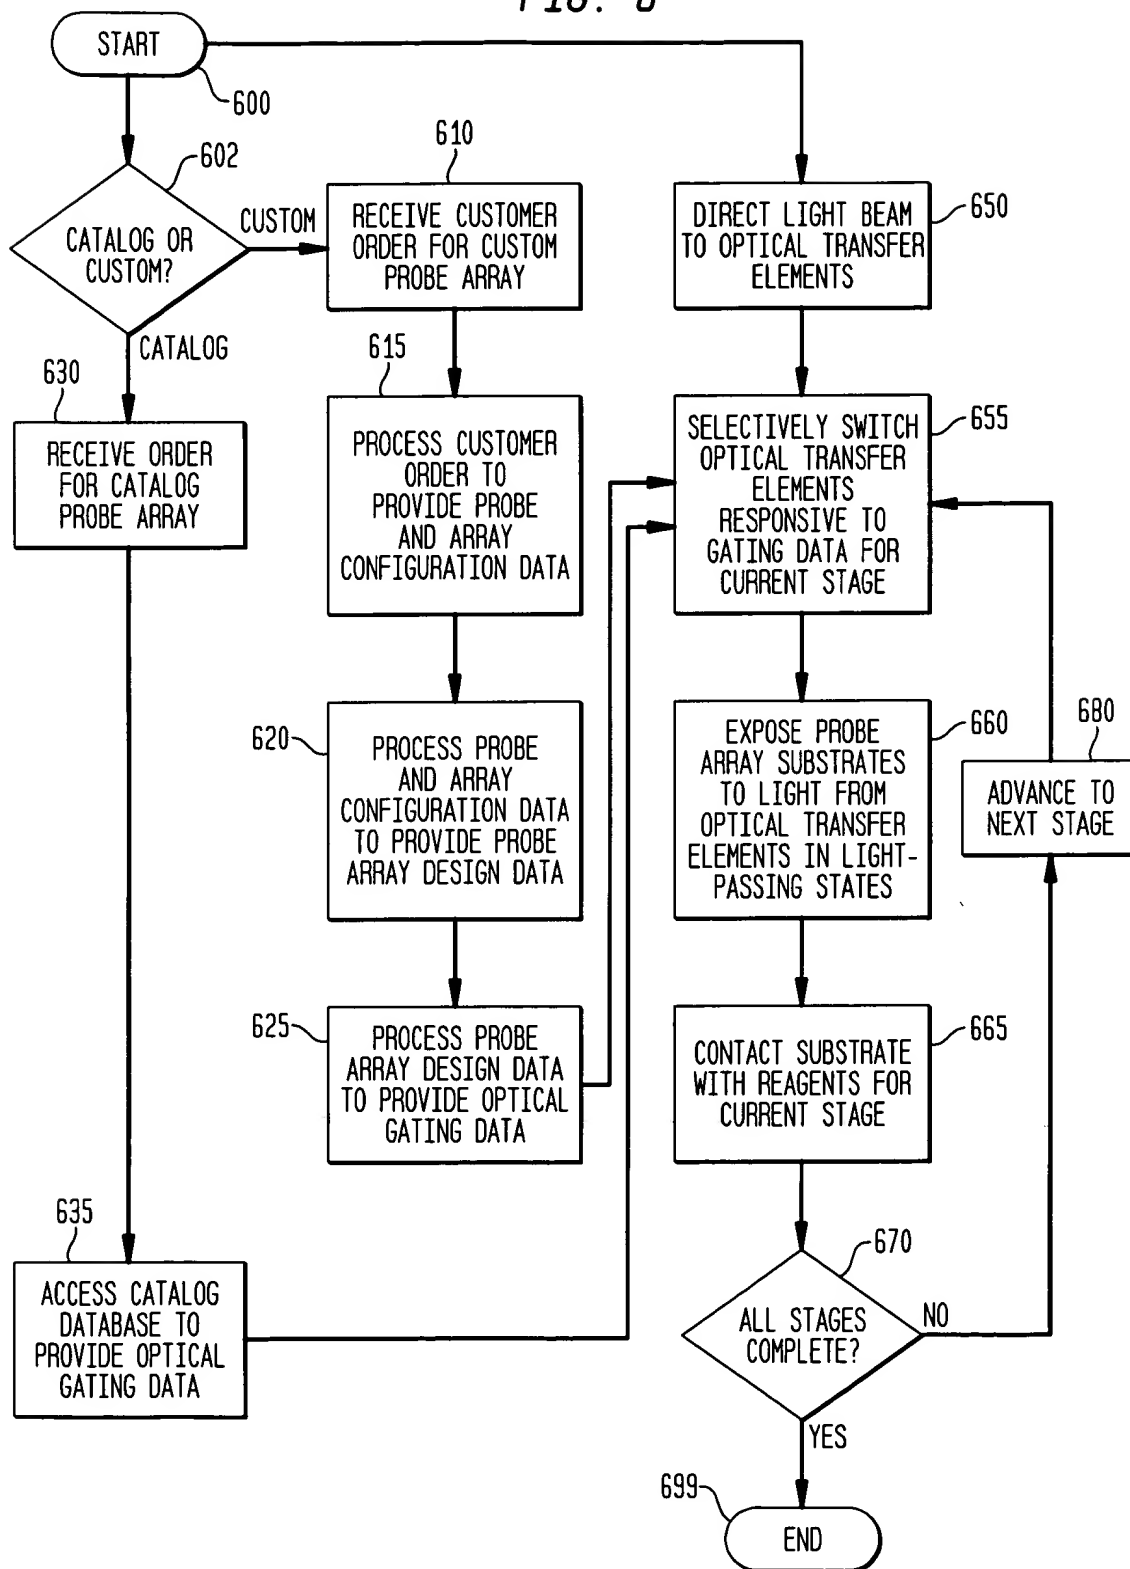 FIG. 6
START
600
602
CATALOG OR
CUSTOM?
CUSTOM
CATALOG
610
RECEIVE CUSTOMER
ORDER FOR CUSTOM
PROBE ARRAY
615
PROCESS CUSTOMER
ORDER TO
PROVIDE PROBE
AND ARRAY
CONFIGURATION DATA
620
PROCESS PROBE
AND ARRAY
CONFIGURATION DATA
TO PROVIDE PROBE
ARRAY DESIGN DATA
625
PROCESS PROBE
ARRAY DESIGN DATA
TO PROVIDE OPTICAL
GATING DATA
630
RECEIVE ORDER
FOR CATALOG
PROBE ARRAY
635
ACCESS CATALOG
DATABASE TO
PROVIDE OPTICAL
GATING DATA
650
DIRECT LIGHT BEAM
TO OPTICAL TRANSFER
ELEMENTS
655
SELECTIVELY SWITCH
OPTICAL TRANSFER
ELEMENTS
RESPONSIVE TO
GATING DATA FOR
CURRENT STAGE
660
EXPOSE PROBE
ARRAY SUBSTRATES
TO LIGHT FROM
OPTICAL TRANSFER
ELEMENTS IN LIGHT-
PASSING STATES
665
CONTACT SUBSTRATE
WITH REAGENTS FOR
CURRENT STAGE
670
ALL STAGES
COMPLETE?
NO
YES
680
ADVANCE TO
NEXT STAGE
699
END